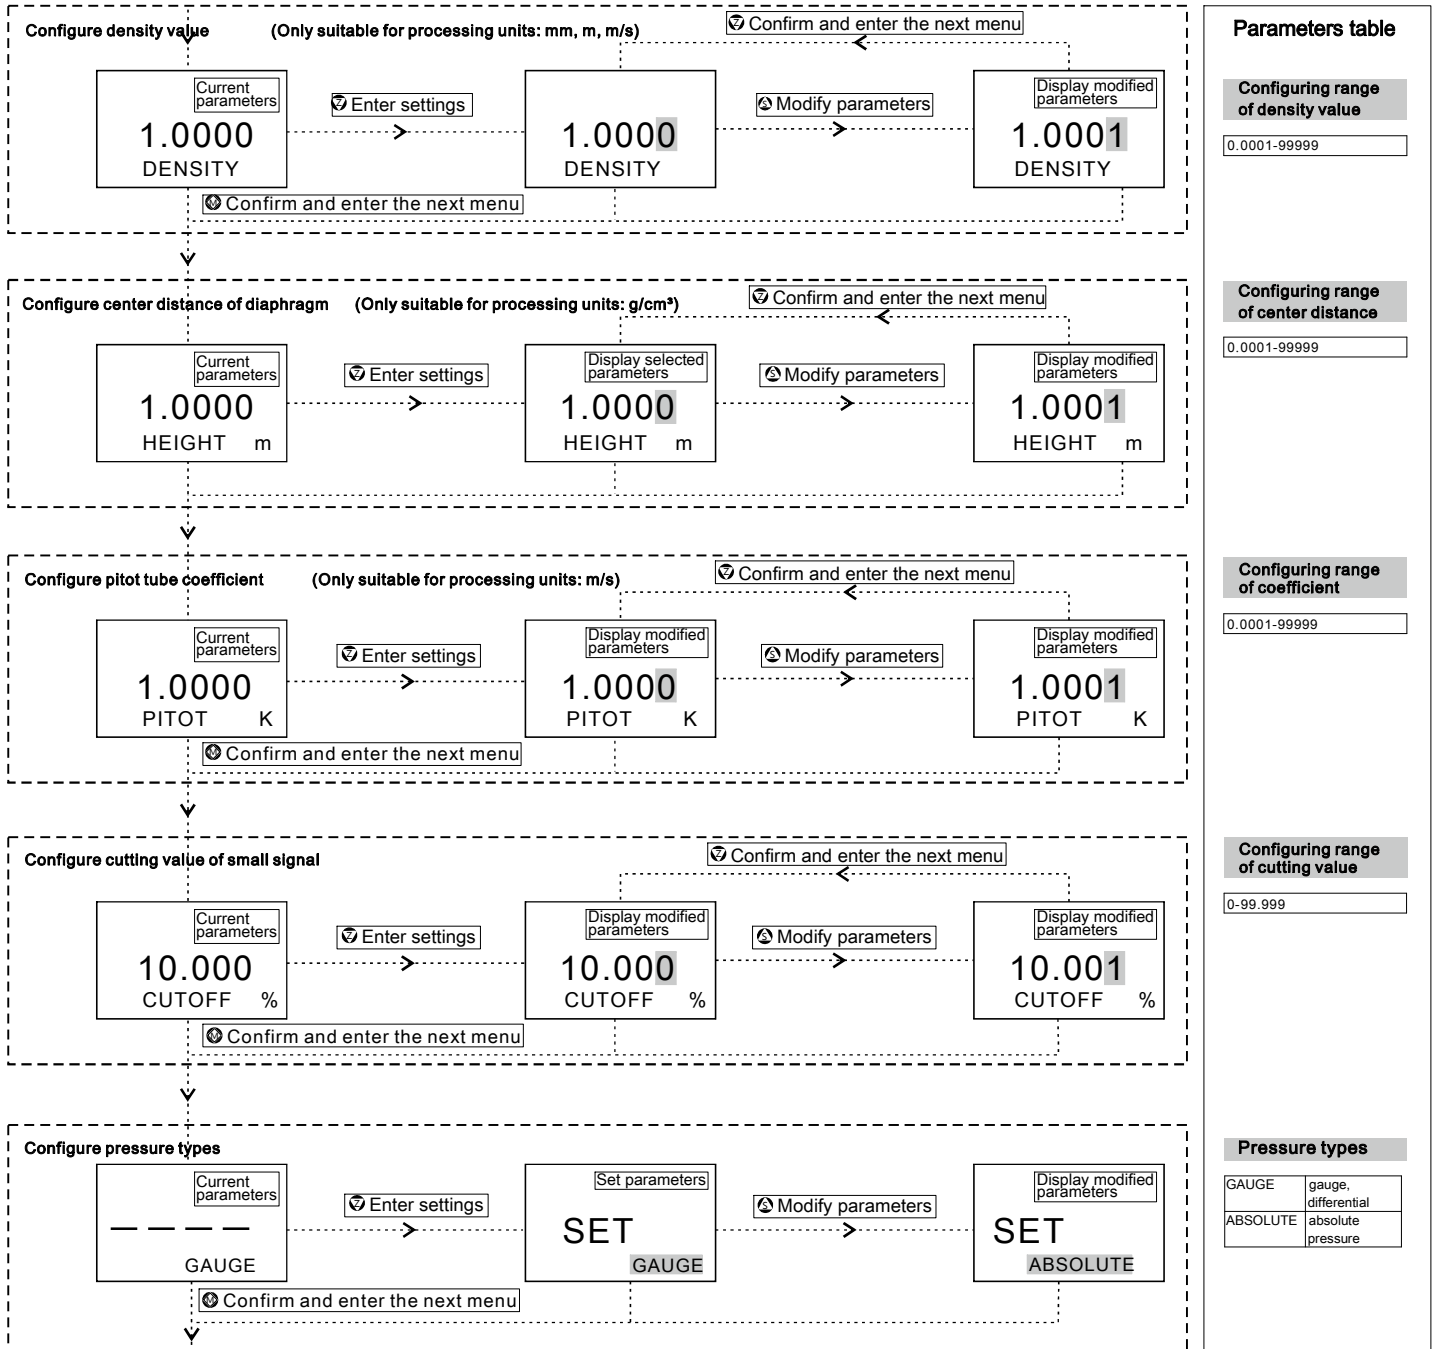 Configure density value (Only suitable for processing units: mm, m, m/s)
Z Confirm and enter the next menu
Current
parameters
1.0000
DENSITY
Z Enter settings
1.0000
DENSITY
S Modify parameters
Display modified
parameters
1.0001
DENSITY
M Confirm and enter the next menu
Configure center distance of diaphragm (Only suitable for processing units: g/cm³)
Z Confirm and enter the next menu
Current
parameters
1.0000
HEIGHT m
Z Enter settings
Display selected
parameters
1.0000
HEIGHT m
S Modify parameters
Display modified
parameters
1.0001
HEIGHT m
Configure pitot tube coefficient (Only suitable for processing units: m/s)
Z Confirm and enter the next menu
Current
parameters
1.0000
PITOT K
Z Enter settings
Display modified
parameters
1.0000
PITOT K
S Modify parameters
Display modified
parameters
1.0001
PITOT K
M Confirm and enter the next menu
Configure cutting value of small signal
Z Confirm and enter the next menu
Current
parameters
10.000
CUTOFF %
Z Enter settings
Display modified
parameters
10.000
CUTOFF %
S Modify parameters
Display modified
parameters
10.001
CUTOFF %
M Confirm and enter the next menu
Configure pressure types
Current
parameters
— — — —
GAUGE
Z Enter settings
Set parameters
SET
GAUGE
S Modify parameters
Display modified
parameters
SET
ABSOLUTE
M Confirm and enter the next menu
Parameters table
Configuring range
of density value
0.0001-99999
Configuring range
of center distance
0.0001-99999
Configuring range
of coefficient
0.0001-99999
Configuring range
of cutting value
0-99.999
Pressure types
GAUGE gauge,
differential
ABSOLUTE absolute
pressure